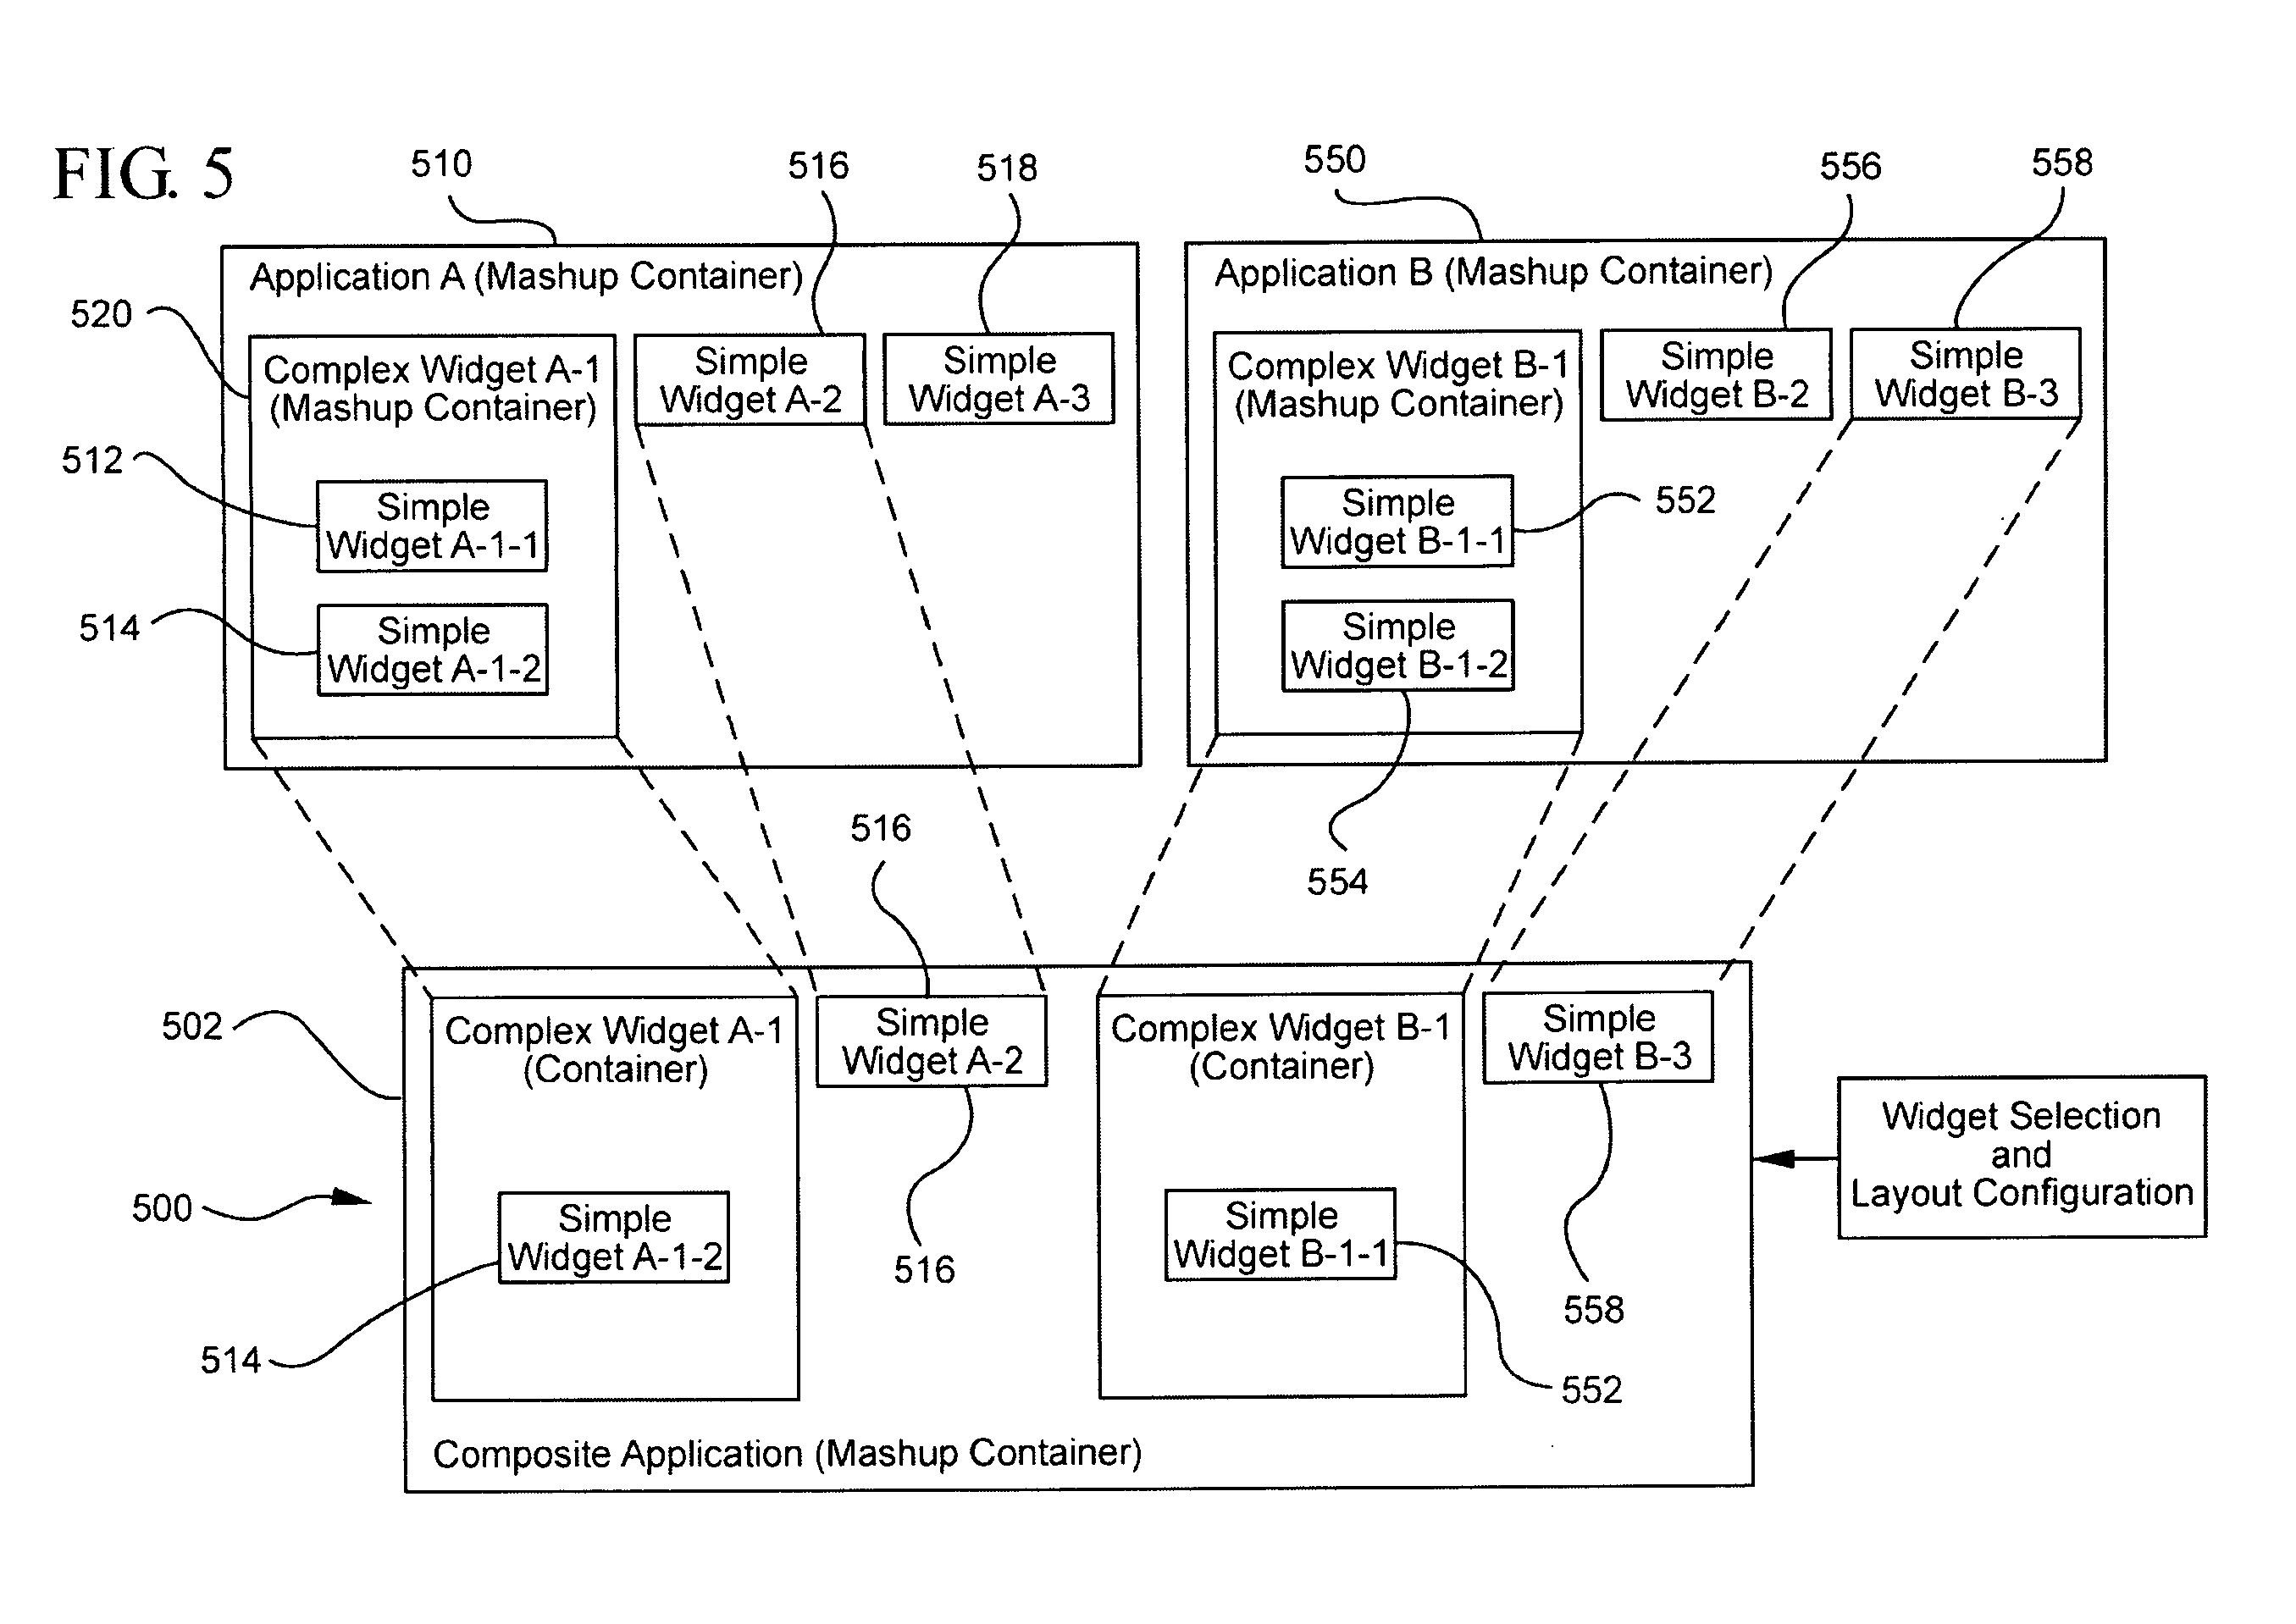 FIG. 5
510
516
518
550
556
558
Application A (Mashup Container)
520
Complex Widget A-1
(Mashup Container)
Simple
Widget A-2
Simple
Widget A-3
512
Simple
Widget A-1-1
514
Simple
Widget A-1-2
Application B (Mashup Container)
Complex Widget B-1
(Mashup Container)
Simple
Widget B-2
Simple
Widget B-3
Simple
Widget B-1-1
552
Simple
Widget B-1-2
554
516
502
Complex Widget A-1
(Container)
Simple
Widget A-2
Complex Widget B-1
(Container)
Simple
Widget B-3
Widget Selection
and
Layout Configuration
500
Simple
Widget A-1-2
516
Simple
Widget B-1-1
558
514
552
Composite Application (Mashup Container)